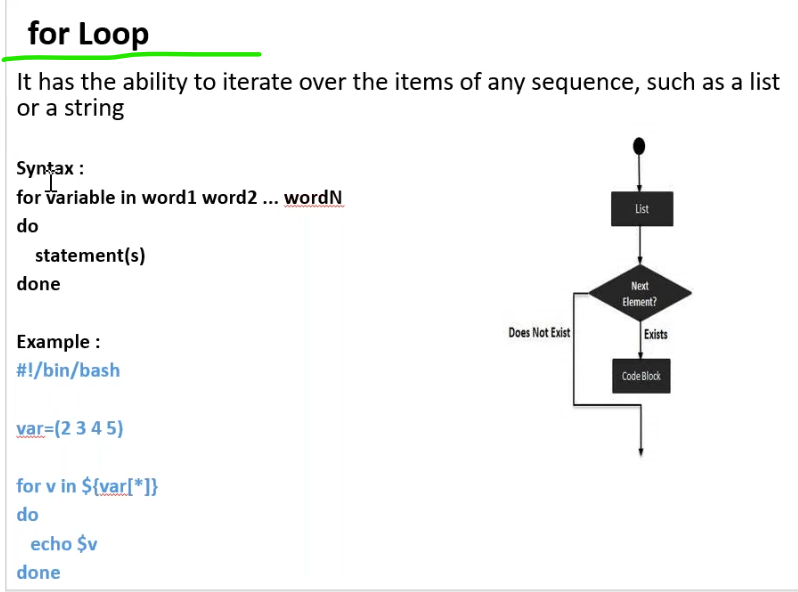 for Loop
It has the ability to iterate over the items of any sequence, such as a list
or a string
Syntax :
for variable in word1 word2 ... wordN
do
statement(s)
done
Example :
#!/bin/bash
var=(2 3 4 5)
for v in ${var[*]}
do
echo $v
done
List
Next
Element?
Does Not Exist
Exists
Code Block